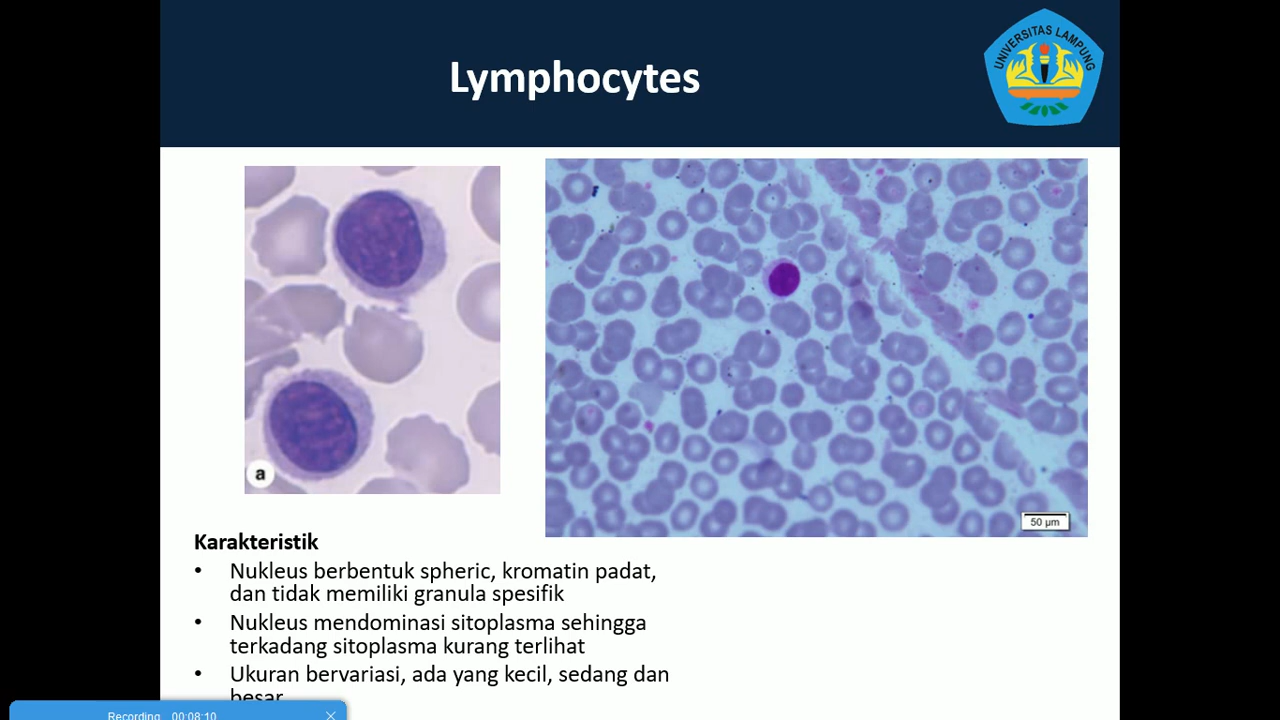 Lymphocytes
UNIVERSITAS LAMPUNG
a
50 µm
Karakteristik
• Nukleus berbentuk spheric, kromatin padat,
dan tidak memiliki granula spesifik
• Nukleus mendominasi sitoplasma sehingga
terkadang sitoplasma kurang terlihat
• Ukuran bervariasi, ada yang kecil, sedang dan
besar
Recording 00:08:10